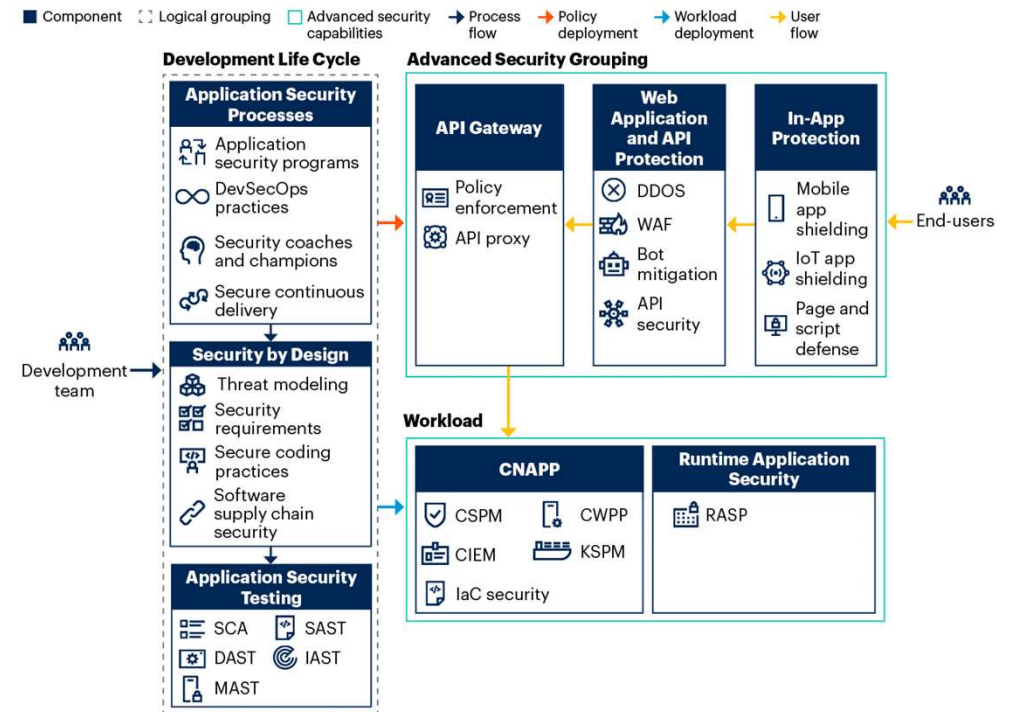 Component
Logical grouping
Advanced security
capabilities
Process
flow
Policy
deployment
Workload
deployment
User
flow
Development Life Cycle
Application Security
Processes
Application
security programs
DevSecOps
practices
Security coaches
and champions
Secure continuous
delivery
Development
team
Security by Design
Threat modeling
Security
requirements
Secure coding
practices
Software
supply chain
security
Application Security
Testing
SCA
SAST
DAST
IAST
MAST
Advanced Security Grouping
API Gateway
Policy
enforcement
API proxy
Web
Application
and API
Protection
DDOS
WAF
Bot
mitigation
API
security
In-App
Protection
Mobile
app
shielding
IoT app
shielding
Page and
script
defense
End-users
Workload
CNAPP
CSPM
CWPP
CIEM
KSPM
IaC security
Runtime Application
Security
RASP